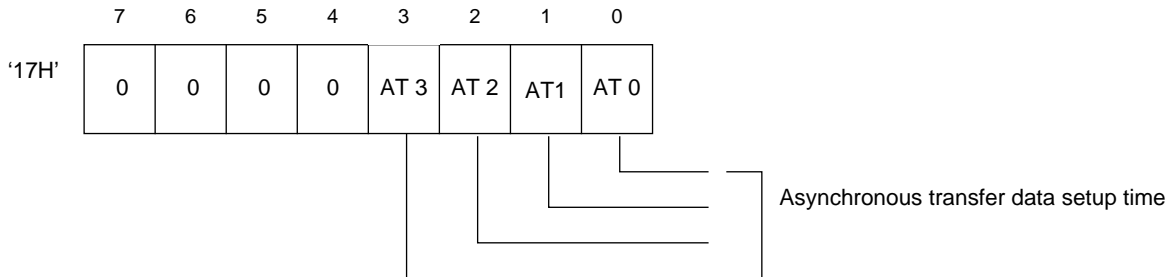 7 6 5 4 3 2 1 0
‘17H’ 0 0 0 0 AT 3 AT 2 AT1 AT 0
Asynchronous transfer data setup time